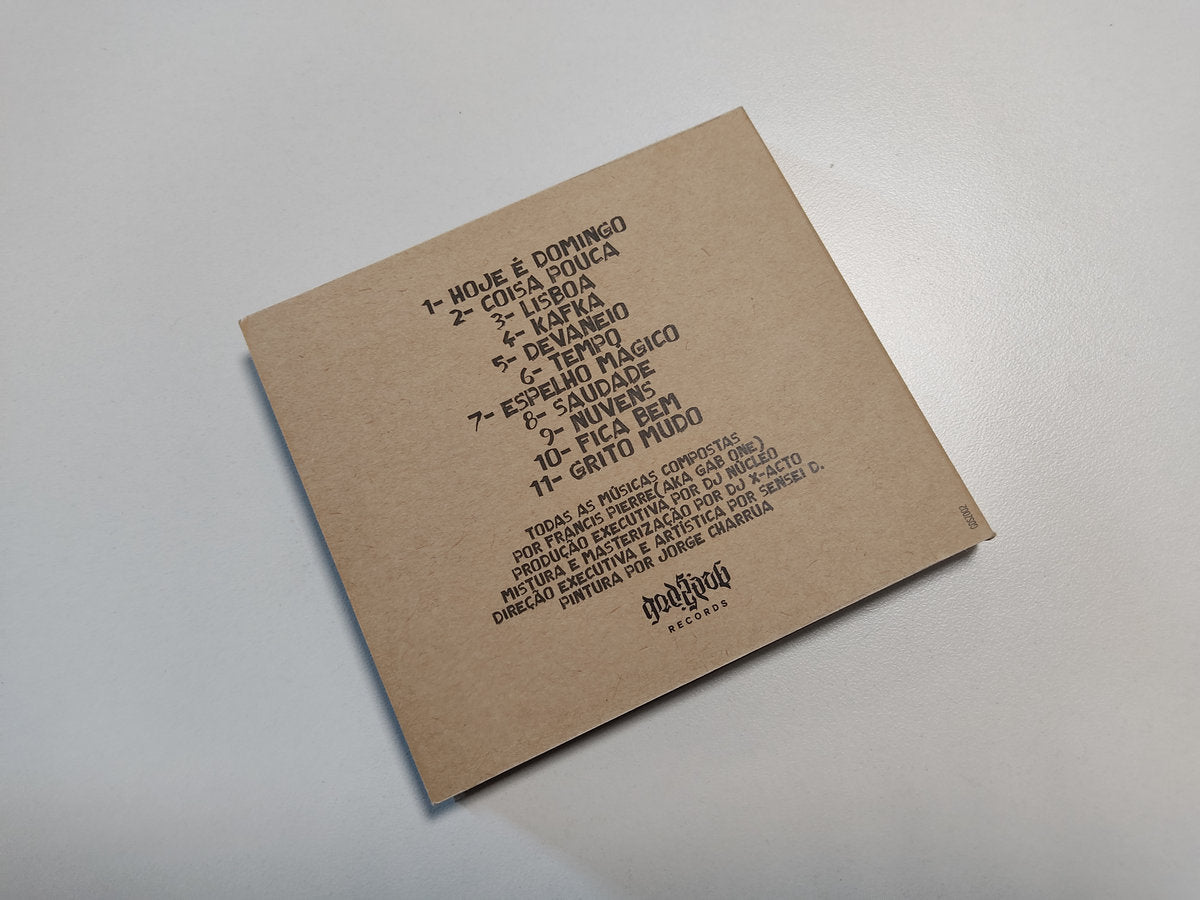 1- HOJE É DOMINGO
2- COISA POUCA
3- LISBOA
4- KAFKA
5- DEVANEIO
6- TEMPO
7- ESPELHO MÁGICO
8- SAUDADE
9- NUVENS
10- FICA BEM
11- GRITO MUDO
TODAS AS MÚSICAS COMPOSTAS
POR FRANCIS PIERRE(AKA GAB ONE)
PRODUÇÃO EXECUTIVA POR DJ NÚCLEO
MISTURA E MASTERIZAÇÃO POR DJ X-ACTO
DIREÇÃO EXECUTIVA E ARTÍSTICA POR SENSEI D.
PINTURA POR JORGE CHARRUA
RECORDS